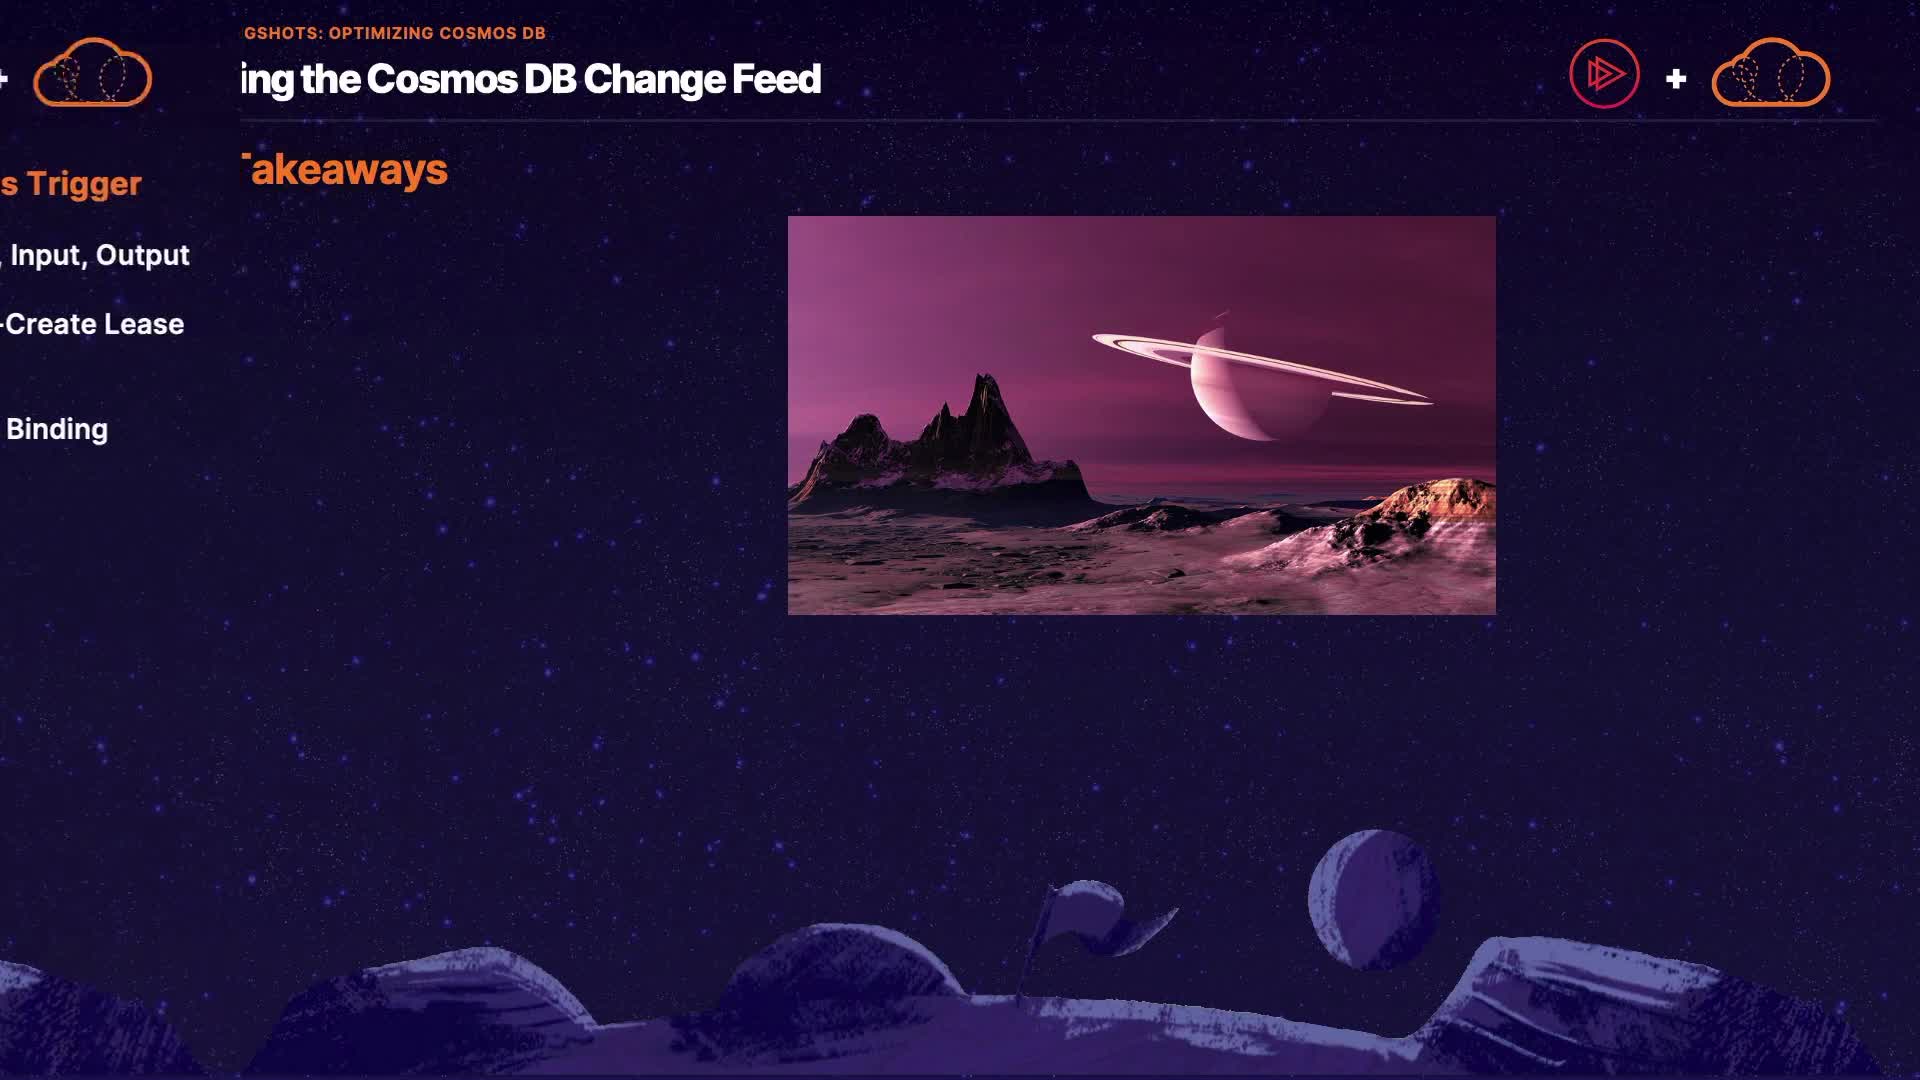 GSHOTS: OPTIMIZING COSMOS DB
ing the Cosmos DB Change Feed
akeaways
s Trigger
, Input, Output
-Create Lease
Binding